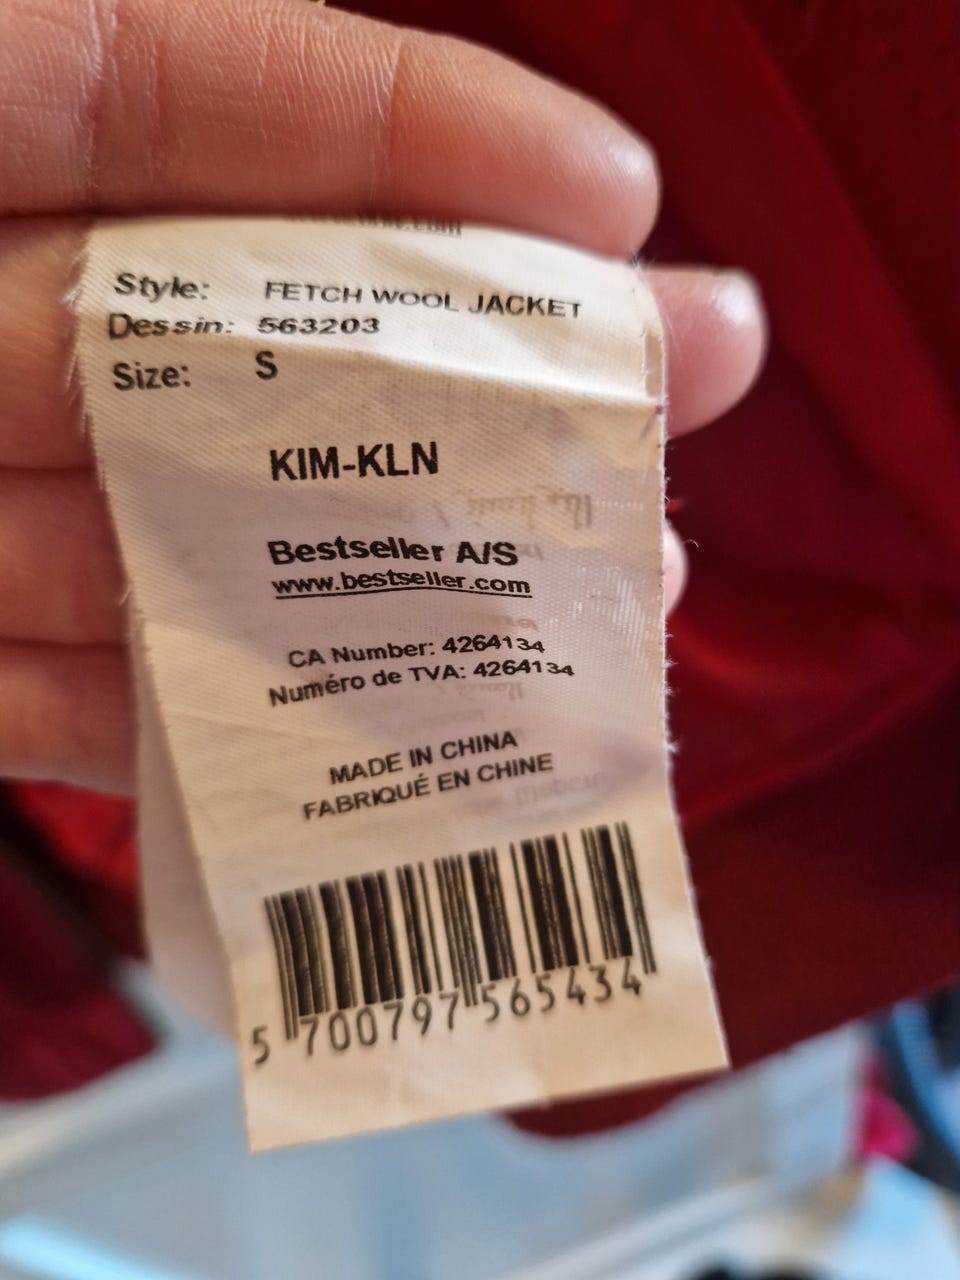 Style: FETCH WOOL JACKET
Dessin: 563203
Size: S
KIM-KLN
Bestseller A/S
www.bestseller.com
CA Number: 4264134
Numéro de TVA: 4264134
MADE IN CHINA
FABRIQUÉ EN CHINE
5 700797 565434